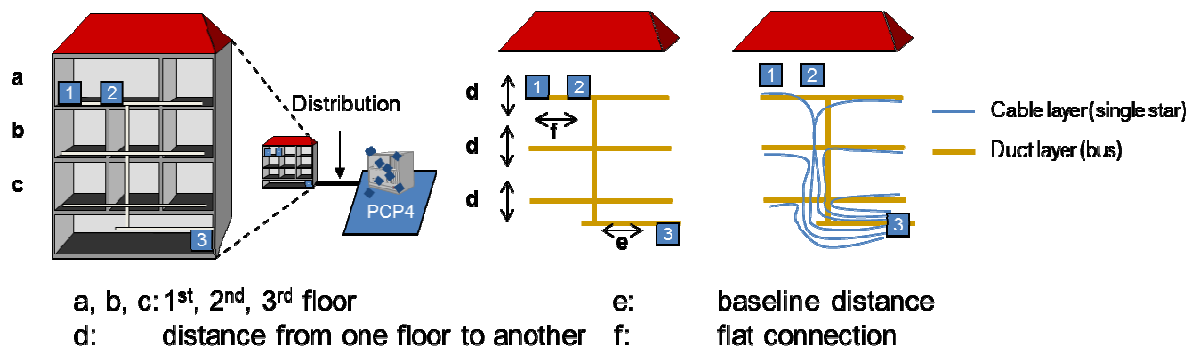 a
b
c
1
2
3
Distribution
PCP4
d
d
d
1
2
f
e
3
1
2
3
Cable layer (single star)
Duct layer (bus)
a, b, c: 1st, 2nd, 3rd floor
d: distance from one floor to another
e: baseline distance
f: flat connection